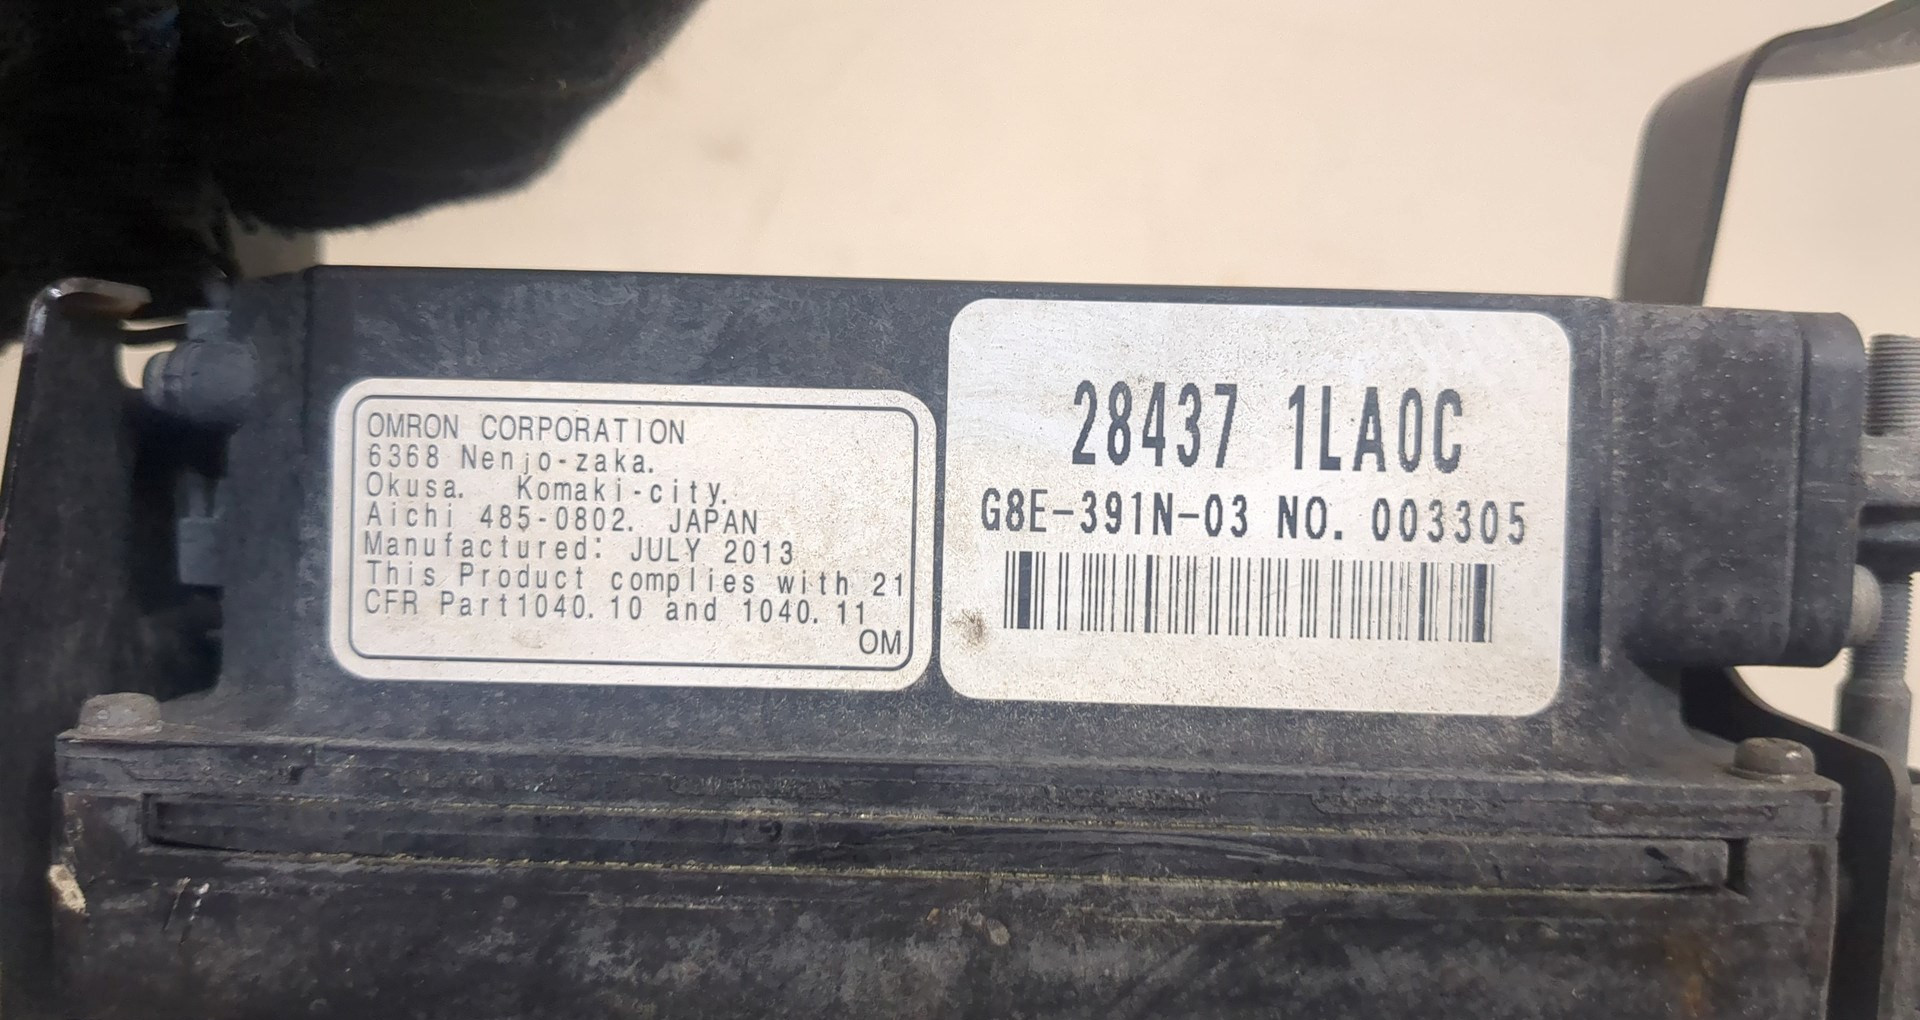 OMRON CORPORATION
6368 Nenjo-zaka.
Okusa. Komaki-city.
Aichi 485-0802. JAPAN
Manufactured: JULY 2013
This Product complies with 21
CFR Part1040.10 and 1040.11
OM
28437 1LA0C
G8E-391N-03 NO. 003305